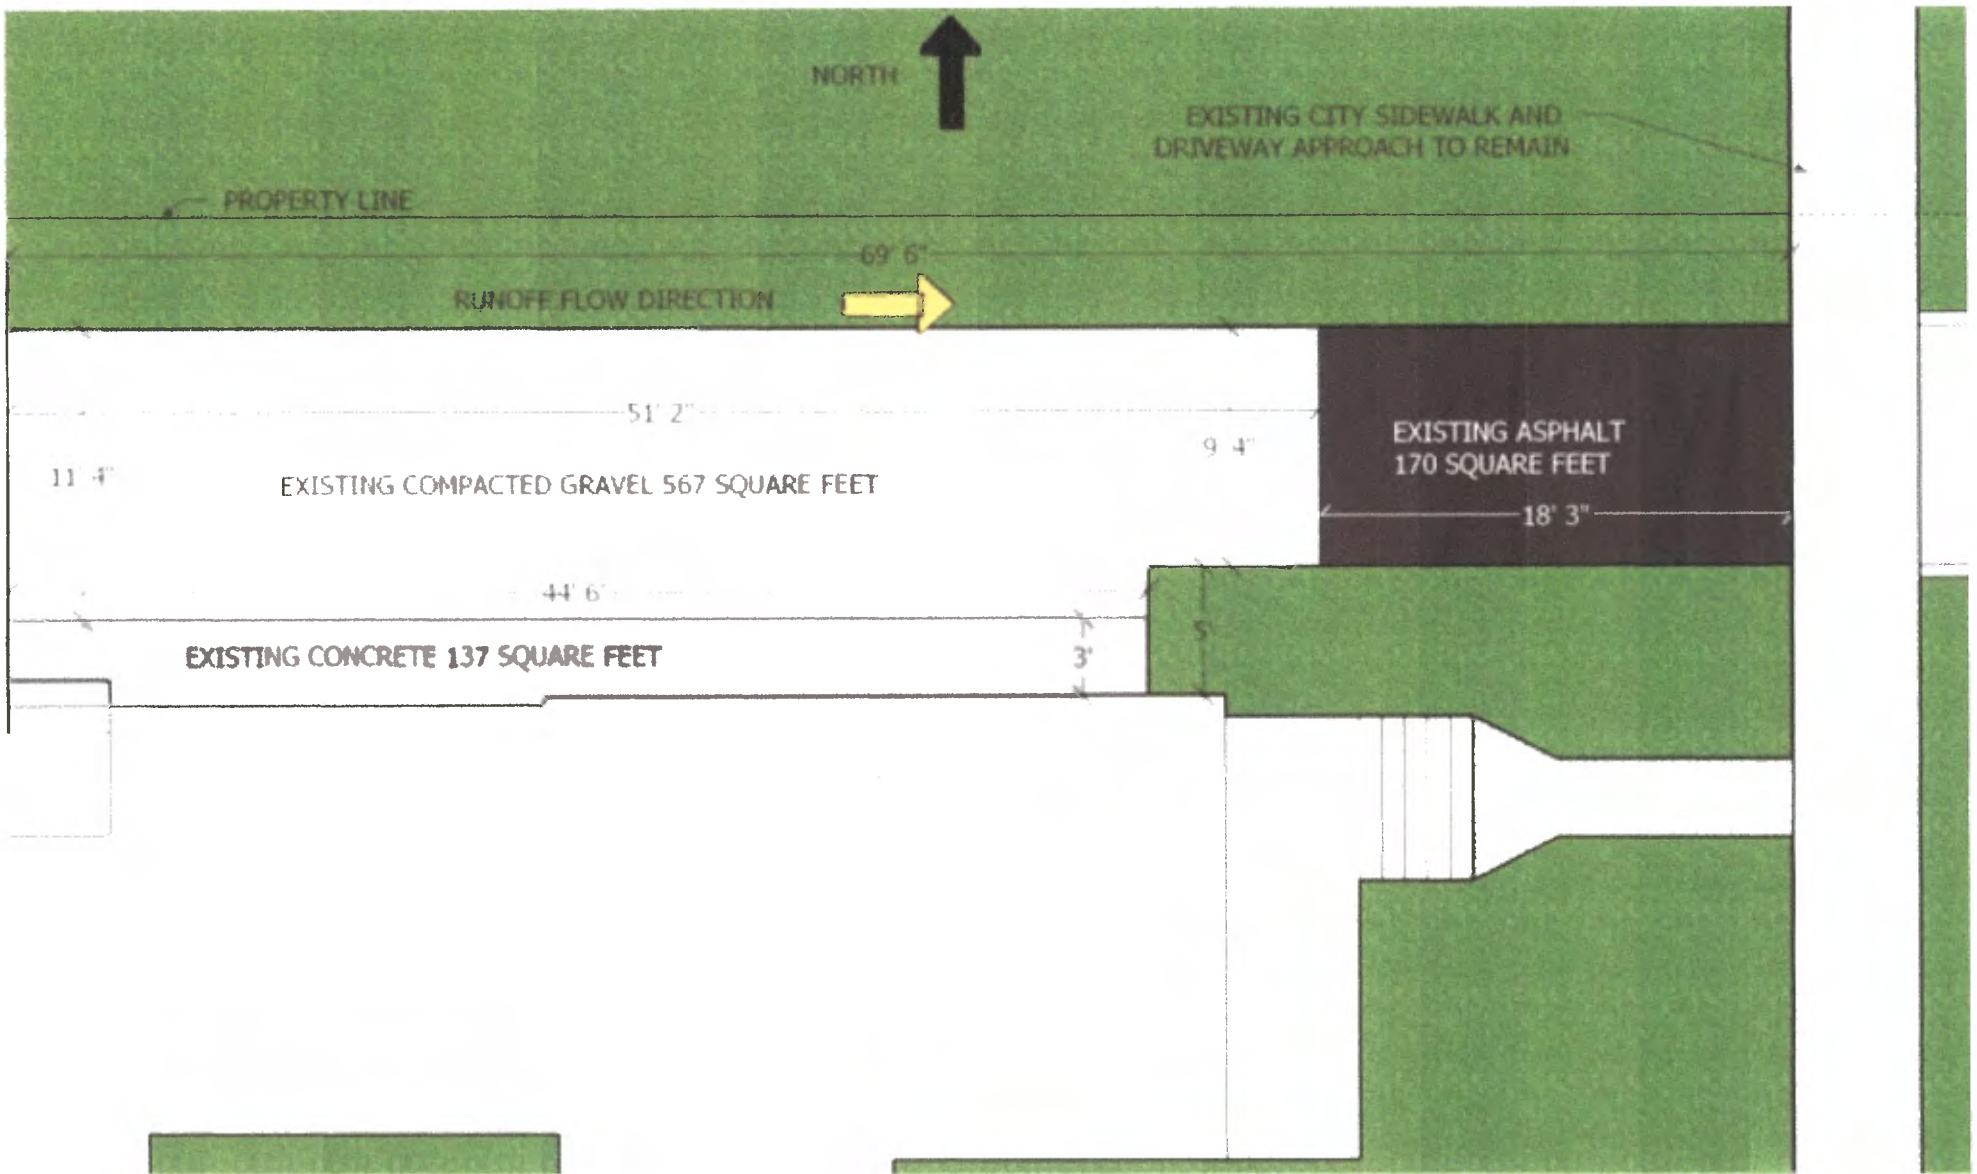 NORTH
EXISTING CITY SIDEWALK AND
DRIVEWAY APPROACH TO REMAIN
PROPERTY LINE
69' 6"
RUNOFF FLOW DIRECTION
51' 2"
11' 4"
9' 4"
EXISTING COMPACTED GRAVEL 567 SQUARE FEET
EXISTING ASPHALT
170 SQUARE FEET
18' 3"
44' 6"
EXISTING CONCRETE 137 SQUARE FEET
3'
5'